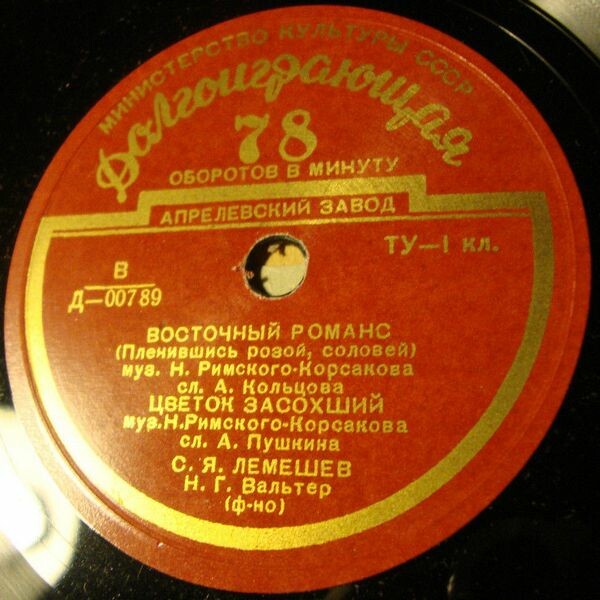 МИНИСТЕРСТВО КУЛЬТУРЫ СССР
Долгоиграющая
78
ОБОРОТОВ В МИНУТУ
АПРЕЛЕВСКИЙ ЗАВОД
ТУ—1 кл.
В
Д—00789
ВОСТОЧНЫЙ РОМАНС
(Пленившись розой, соловей)
муз. Н. Римского-Корсакова
сл. А. Кольцова
ЦВЕТОК ЗАСОХШИЙ
муз.Н.Римского-Корсакова
сл. А. Пушкина
С. Я. ЛЕМЕШЕВ
Н. Г. Вальтер
(ф-но)